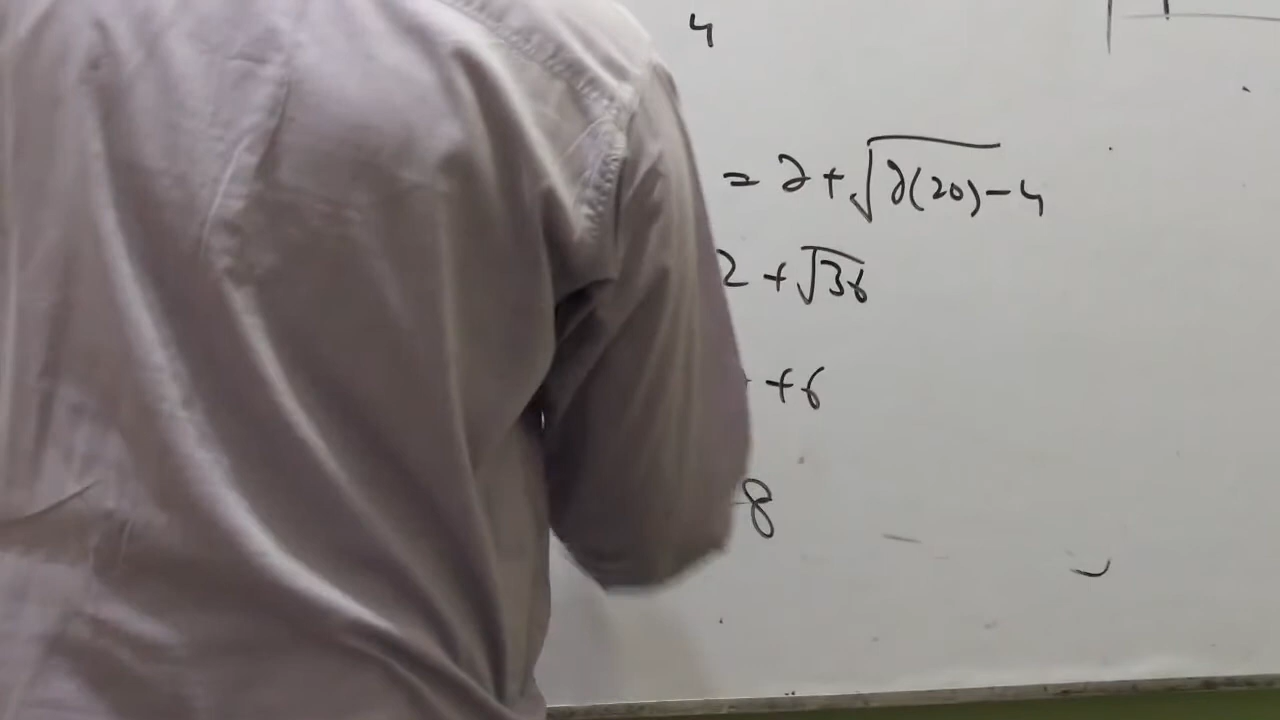 4
= 2 + √2(20) - 4
2 + √36
+ 6
8